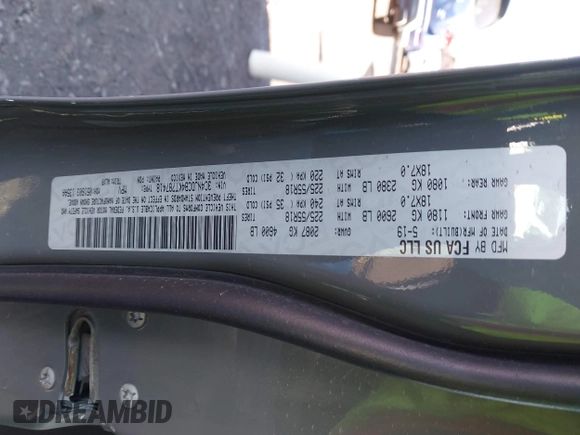 MFD BY FCA US LLC
DATE OF MFR(BUILT): 5-19 GVWR: 2087 KG 4600 LB
GAWR FRONT: 1180 KG 2600 LB TIRES 225/55R18
18X7.0 RIMS AT 240 KPA 35 PSI COLD
GAWR REAR: 1080 KG 2380 LB TIRES 225/55R18
18X7.0 RIMS AT 220 KPA 32 PSI COLD
THIS VEHICLE CONFORMS TO ALL APPLICABLE U.S.A. FEDERAL MOTOR VEHICLE SAFETY AND
THEFT PREVENTION STANDARDS IN EFFECT ON THE DATE OF MANUFACTURE SHOWN ABOVE.
TYPE: MPV
VEHICLE MADE IN MEXICO
DREAMBID